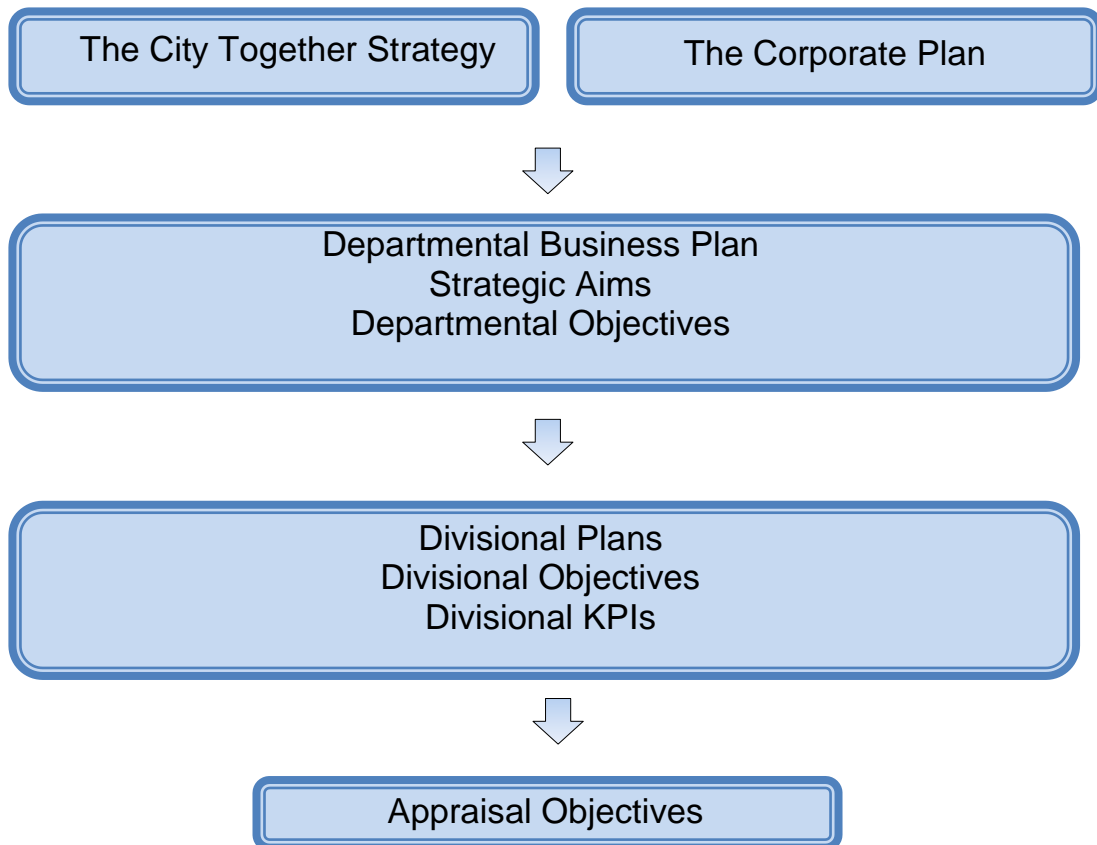 The City Together Strategy
The Corporate Plan
Departmental Business Plan
Strategic Aims
Departmental Objectives
Divisional Plans
Divisional Objectives
Divisional KPIs
Appraisal Objectives